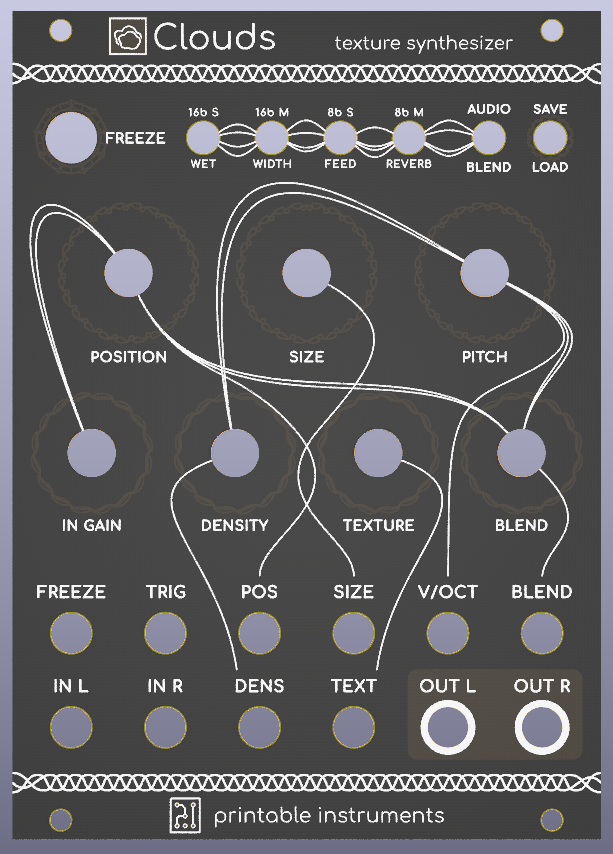 Clouds
texture synthesizer
16b S 16b M 8b S 8b M AUDIO SAVE
FREEZE
WET WIDTH FEED REVERB BLEND LOAD
POSITION SIZE PITCH
IN GAIN DENSITY TEXTURE BLEND
FREEZE TRIG POS SIZE V/OCT BLEND
IN L IN R DENS TEXT OUT L OUT R
printable instruments